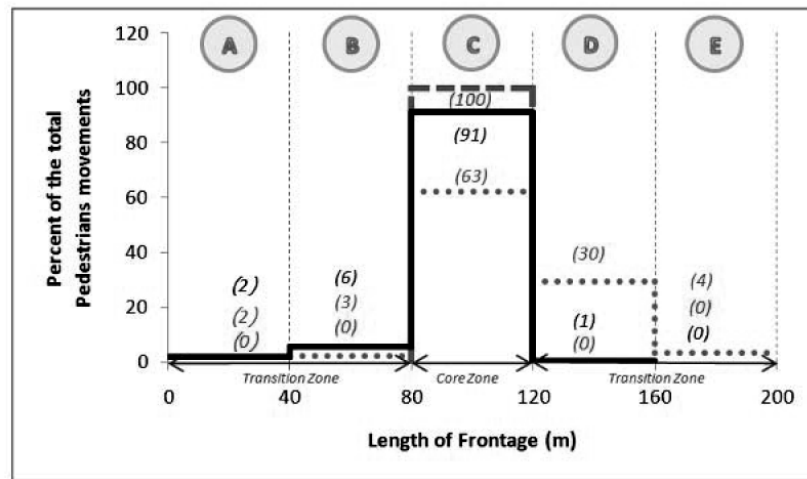 120
100
80
60
40
20
0
Percent of the total
Pedestrians movements
A B C D E
(100)
(91)
(63)
(30)
(2) (6) (4)
(2) (3) (1) (0)
(0) (0) (0) (0)
Transition Zone Core Zone Transition Zone
0 40 80 120 160 200
Length of Frontage (m)